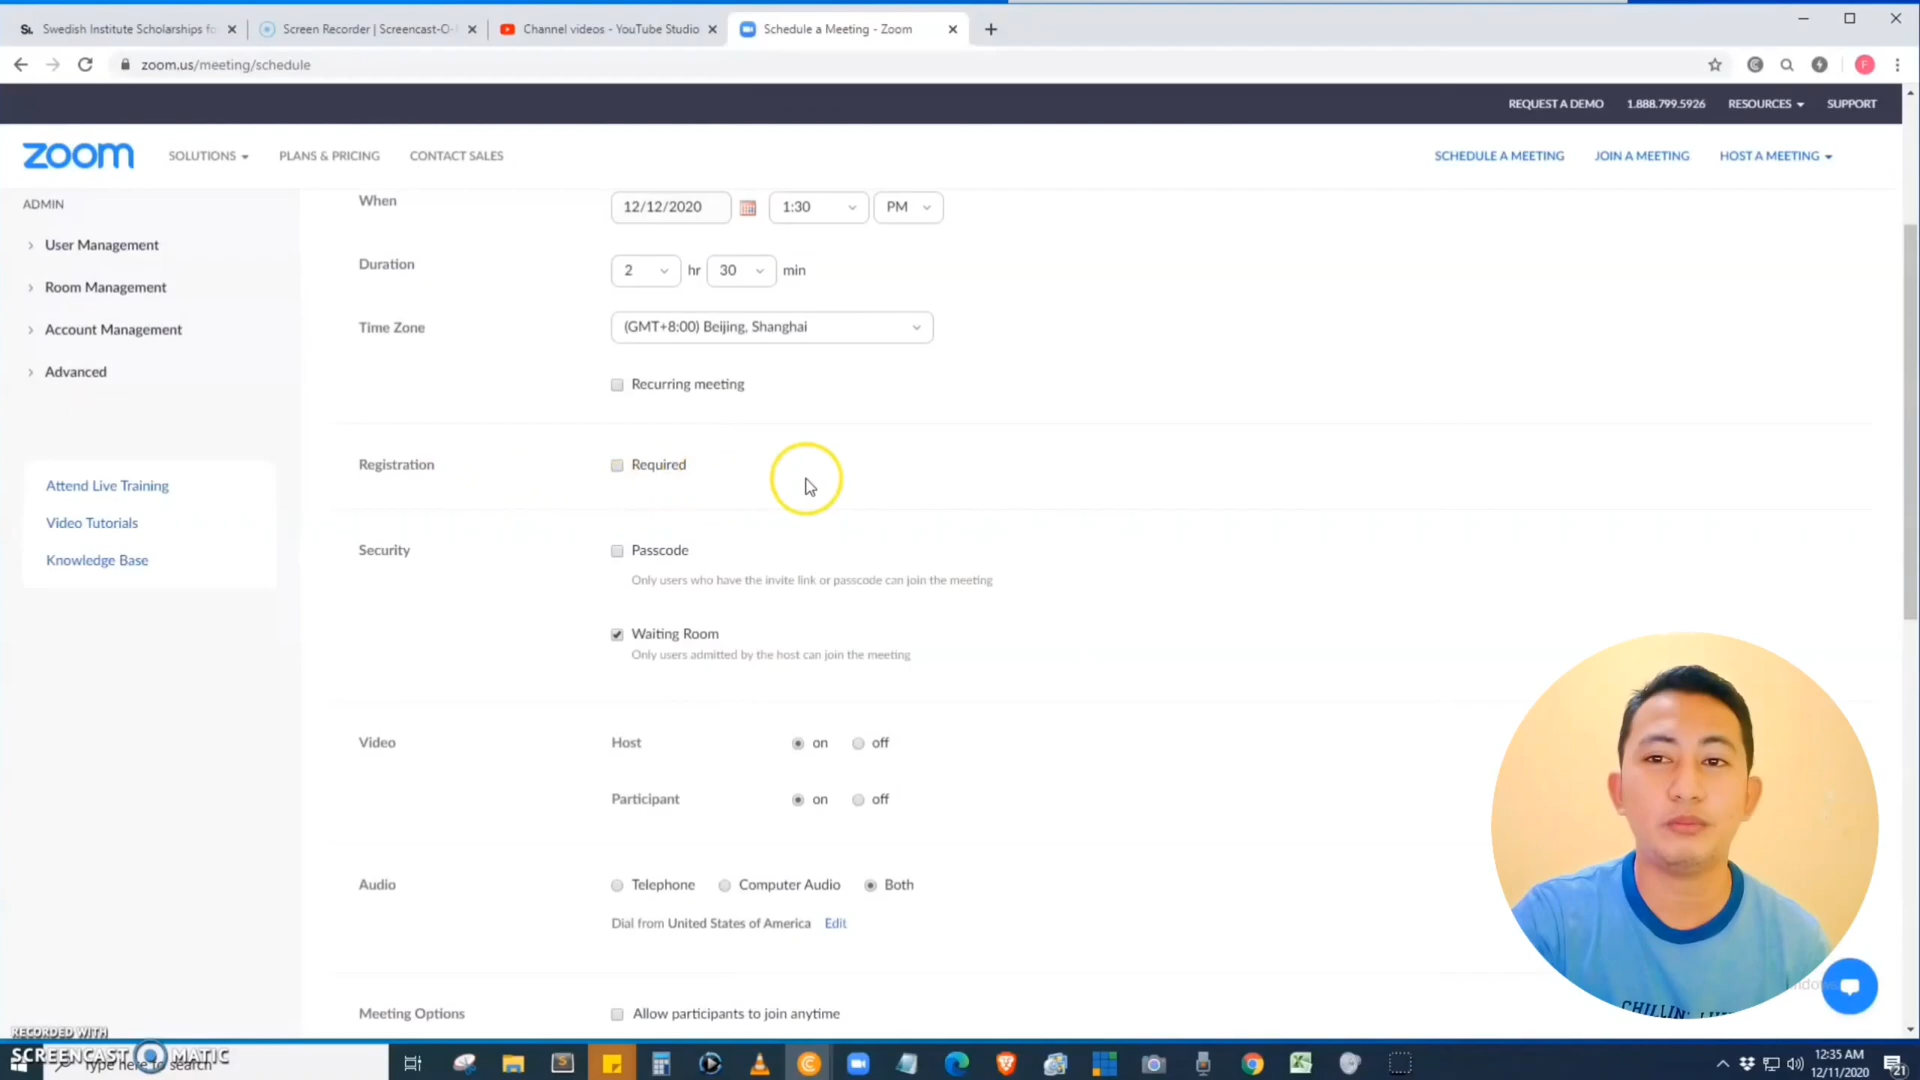 Swedish Institute Scholarships fo
Screen Recorder | Screencast-O-
Channel videos - YouTube Studio
Schedule a Meeting - Zoom
zoom.us/meeting/schedule
F
REQUEST A DEMO 1.888.799.5926 RESOURCES SUPPORT
zoom SOLUTIONS PLANS & PRICING CONTACT SALES SCHEDULE A MEETING JOIN A MEETING HOST A MEETING
ADMIN
User Management
Room Management
Account Management
Advanced
Attend Live Training
Video Tutorials
Knowledge Base
When 12/12/2020 1:30 PM
Duration 2 hr 30 min
Time Zone (GMT+8:00) Beijing, Shanghai
Recurring meeting
Registration Required
Security Passcode
Only users who have the invite link or passcode can join the meeting
Waiting Room
Only users admitted by the host can join the meeting
Video Host on off
Participant on off
Audio Telephone Computer Audio Both
Dial from United States of America Edit
Meeting Options Allow participants to join anytime
CHILLIN'
RECORDED WITH
SCREENCAST MATIC
Type here to search
12:35 AM
12/11/2020
21